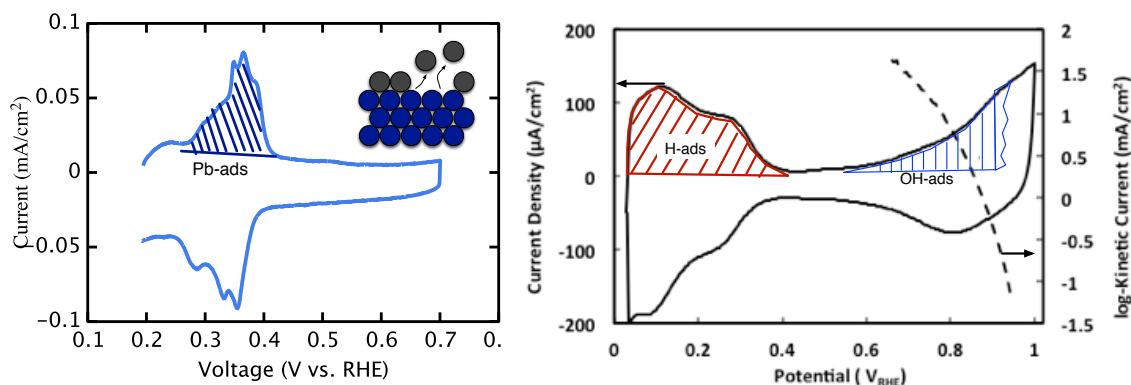 0.1
0.05
0
−0.05
−0.1
Current (mA/cm²)
Pb-ads
0.1 0.2 0.3 0.4 0.5 0.6 0.7 0.
Voltage (V vs. RHE)
200
100
0
-100
-200
Current Density (µA/cm²)
H-ads
OH-ads
2
1.5
1
0.5
0
-0.5
-1
-1.5
log-Kinetic Current (mA/cm²)
0 0.2 0.4 0.6 0.8 1
Potential ( V_RHE)